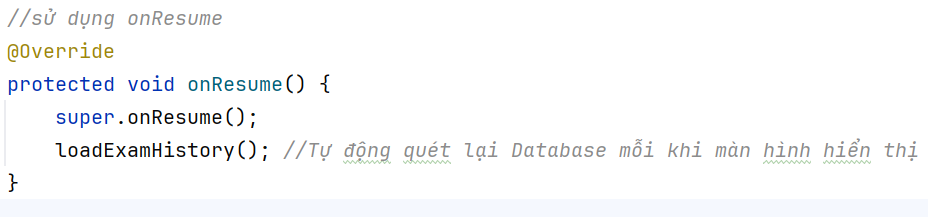 //sử dụng onResume
@Override
protected void onResume() {
    super.onResume();
    loadExamHistory(); //Tự động quét lại Database mỗi khi màn hình hiển thị
}